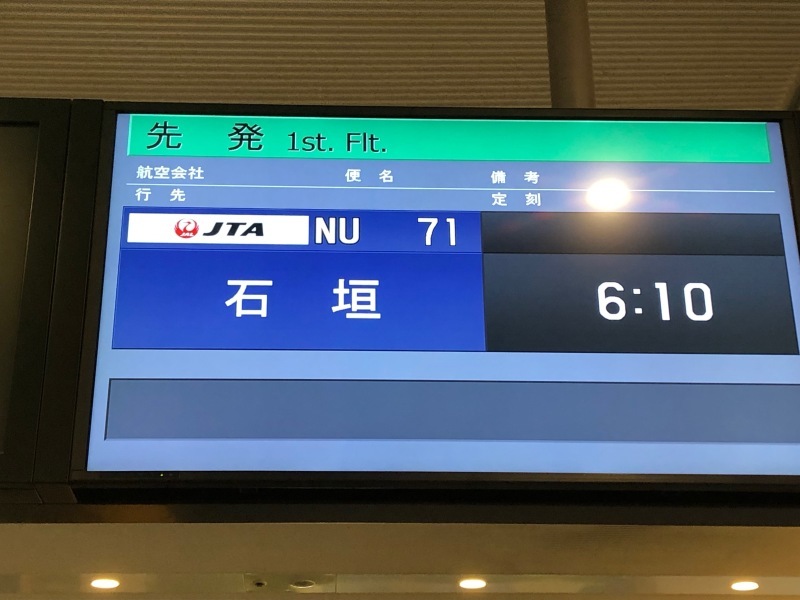 先 発 1st. Flt.
航空会社 便 名 備 考
行 先 定 刻
JTA NU 71
石 垣 6:10